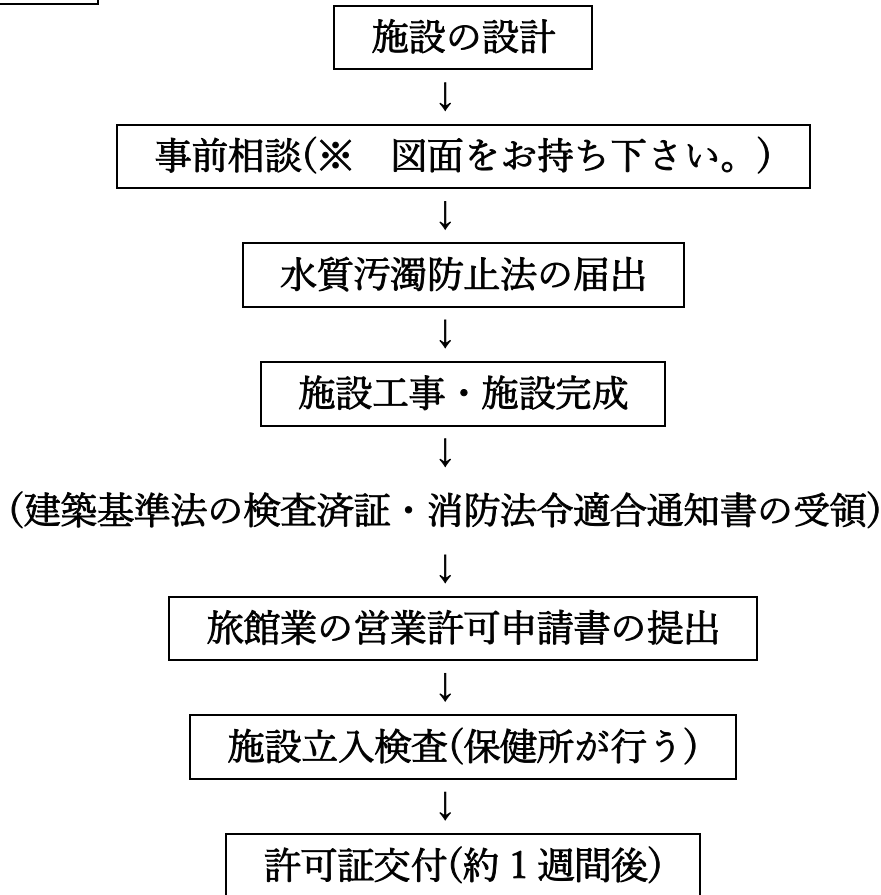 施設の設計
↓
事前相談(※　図面をお持ち下さい。)
↓
水質汚濁防止法の届出
↓
施設工事・施設完成
↓
(建築基準法の検査済証・消防法令適合通知書の受領)
↓
旅館業の営業許可申請書の提出
↓
施設立入検査(保健所が行う)
↓
許可証交付(約１週間後)